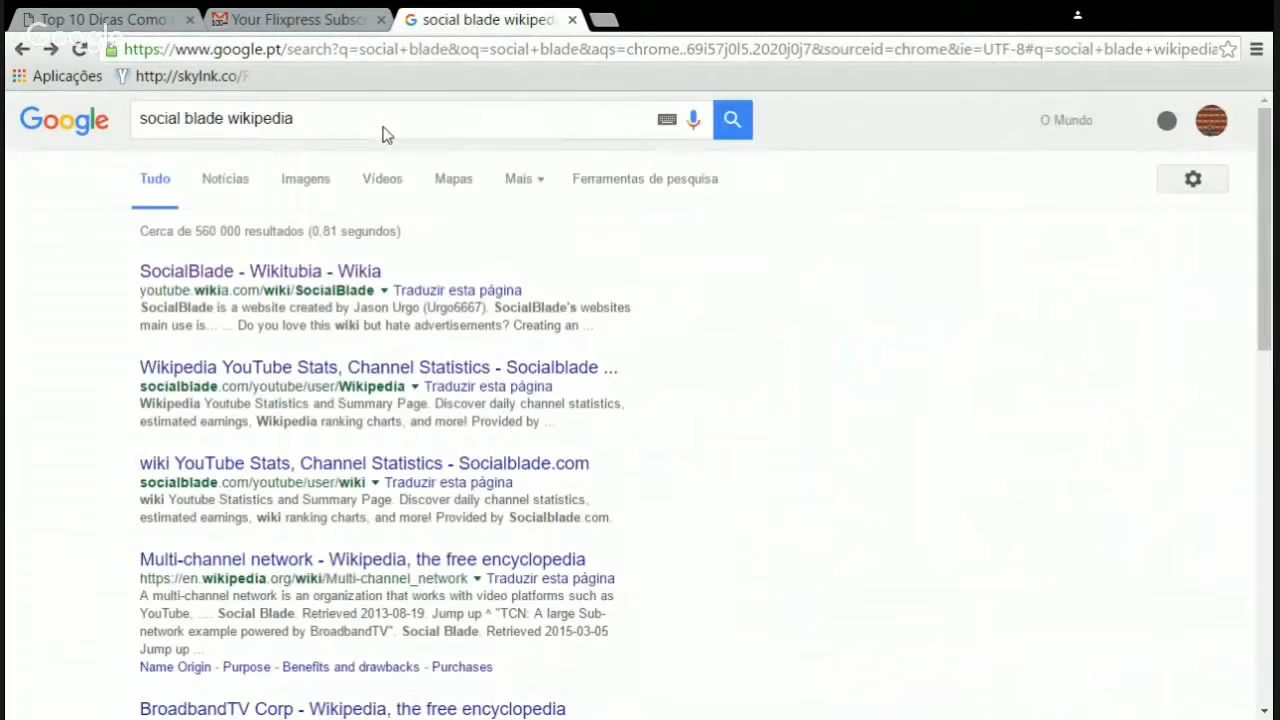 Top 10 Dicas Como
Your Flixpress Subsc
social blade wikiped
Google
https://www.google.pt/search?q=social+blade&oq=social+blade&aqs=chrome..69i57j0l5.2020j0j7&sourceid=chrome&ie=UTF-8#q=social+blade+wikipedia
Aplicações
http://skylnk.co/F
Google
social blade wikipedia
O Mundo
Tudo
Notícias
Imagens
Vídeos
Mapas
Mais
Ferramentas de pesquisa
Cerca de 560 000 resultados (0,81 segundos)
SocialBlade - Wikitubia - Wikia
youtube.wikia.com/wiki/SocialBlade Traduzir esta página
SocialBlade is a website created by Jason Urgo (Urgo6667). SocialBlade's websites
main use is... ... Do you love this wiki but hate advertisements? Creating an ...
Wikipedia YouTube Stats, Channel Statistics - Socialblade ...
socialblade.com/youtube/user/Wikipedia Traduzir esta página
Wikipedia Youtube Statistics and Summary Page. Discover daily channel statistics,
estimated earnings, Wikipedia ranking charts, and more! Provided by ...
wiki YouTube Stats, Channel Statistics - Socialblade.com
socialblade.com/youtube/user/wiki Traduzir esta página
wiki Youtube Statistics and Summary Page. Discover daily channel statistics,
estimated earnings, wiki ranking charts, and more! Provided by Socialblade.com.
Multi-channel network - Wikipedia, the free encyclopedia
https://en.wikipedia.org/wiki/Multi-channel_network Traduzir esta página
A multi-channel network is an organization that works with video platforms such as
YouTube, .... Social Blade. Retrieved 2013-08-19. Jump up ^ "TCN: A large Sub-
network example powered by BroadbandTV". Social Blade. Retrieved 2015-03-05
Jump up ...
Name Origin - Purpose - Benefits and drawbacks - Purchases
BroadbandTV Corp - Wikipedia, the free encyclopedia